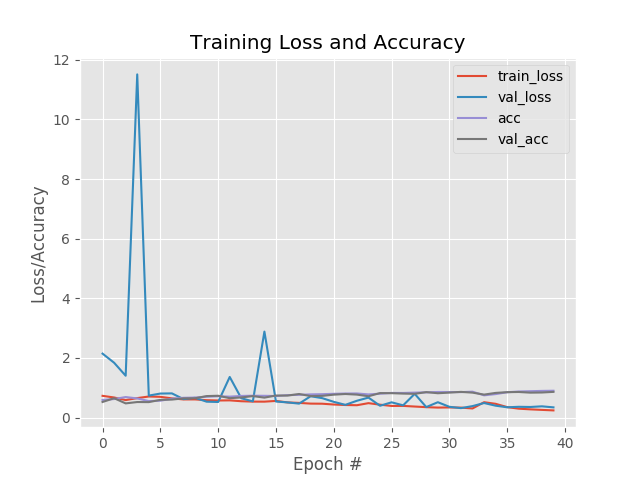 Training Loss and Accuracy
12
10
8
6
4
2
0
Loss/Accuracy
train_loss
val_loss
acc
val_acc
0 5 10 15 20 25 30 35 40
Epoch #